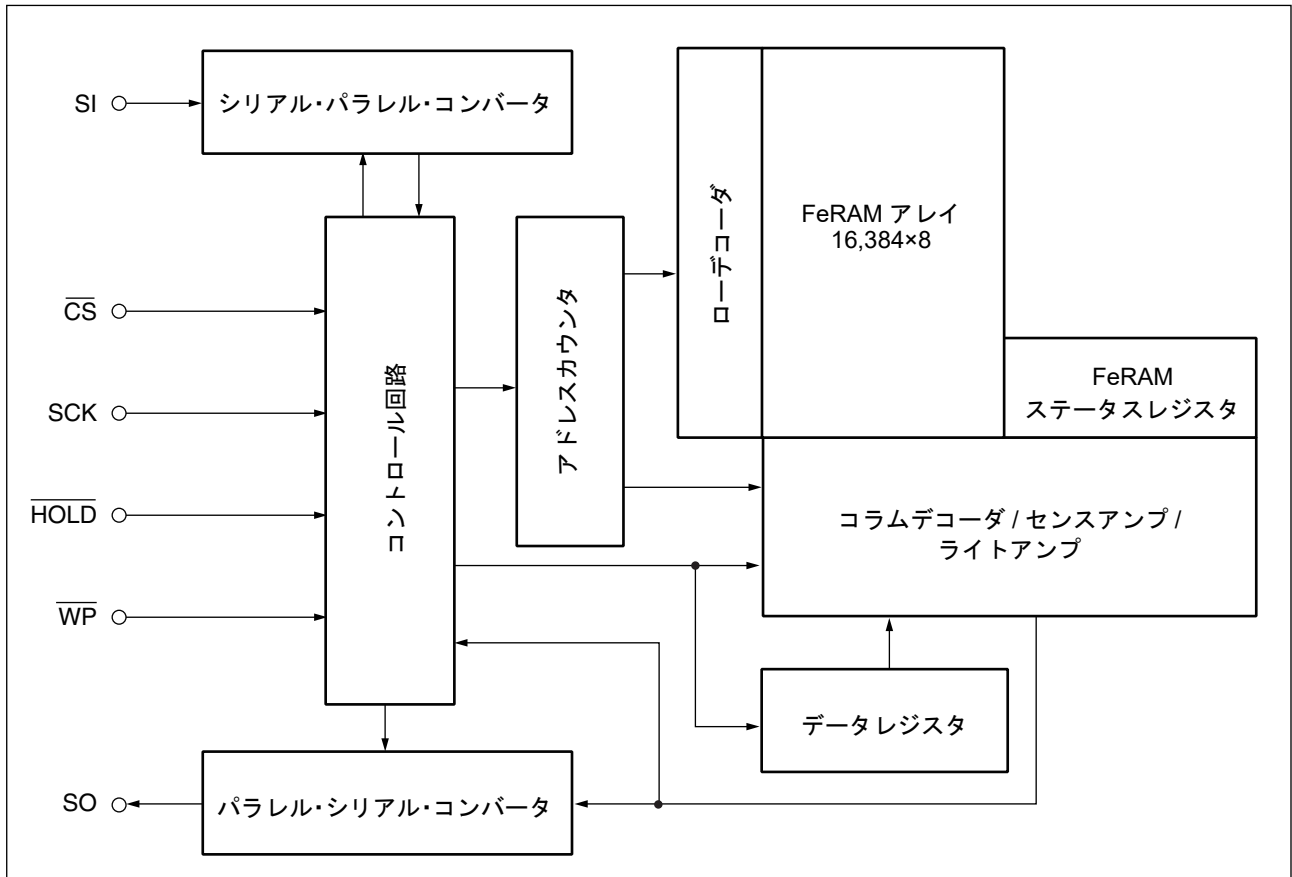 SI
シリアル・パラレル・コンバータ
CS
SCK
HOLD
WP
SO
コントロール回路
アドレスカウンタ
ローデコーダ
FeRAM アレイ
16,384×8
FeRAM
ステータスレジスタ
コラムデコーダ / センスアンプ /
ライトアンプ
データレジスタ
パラレル・シリアル・コンバータ